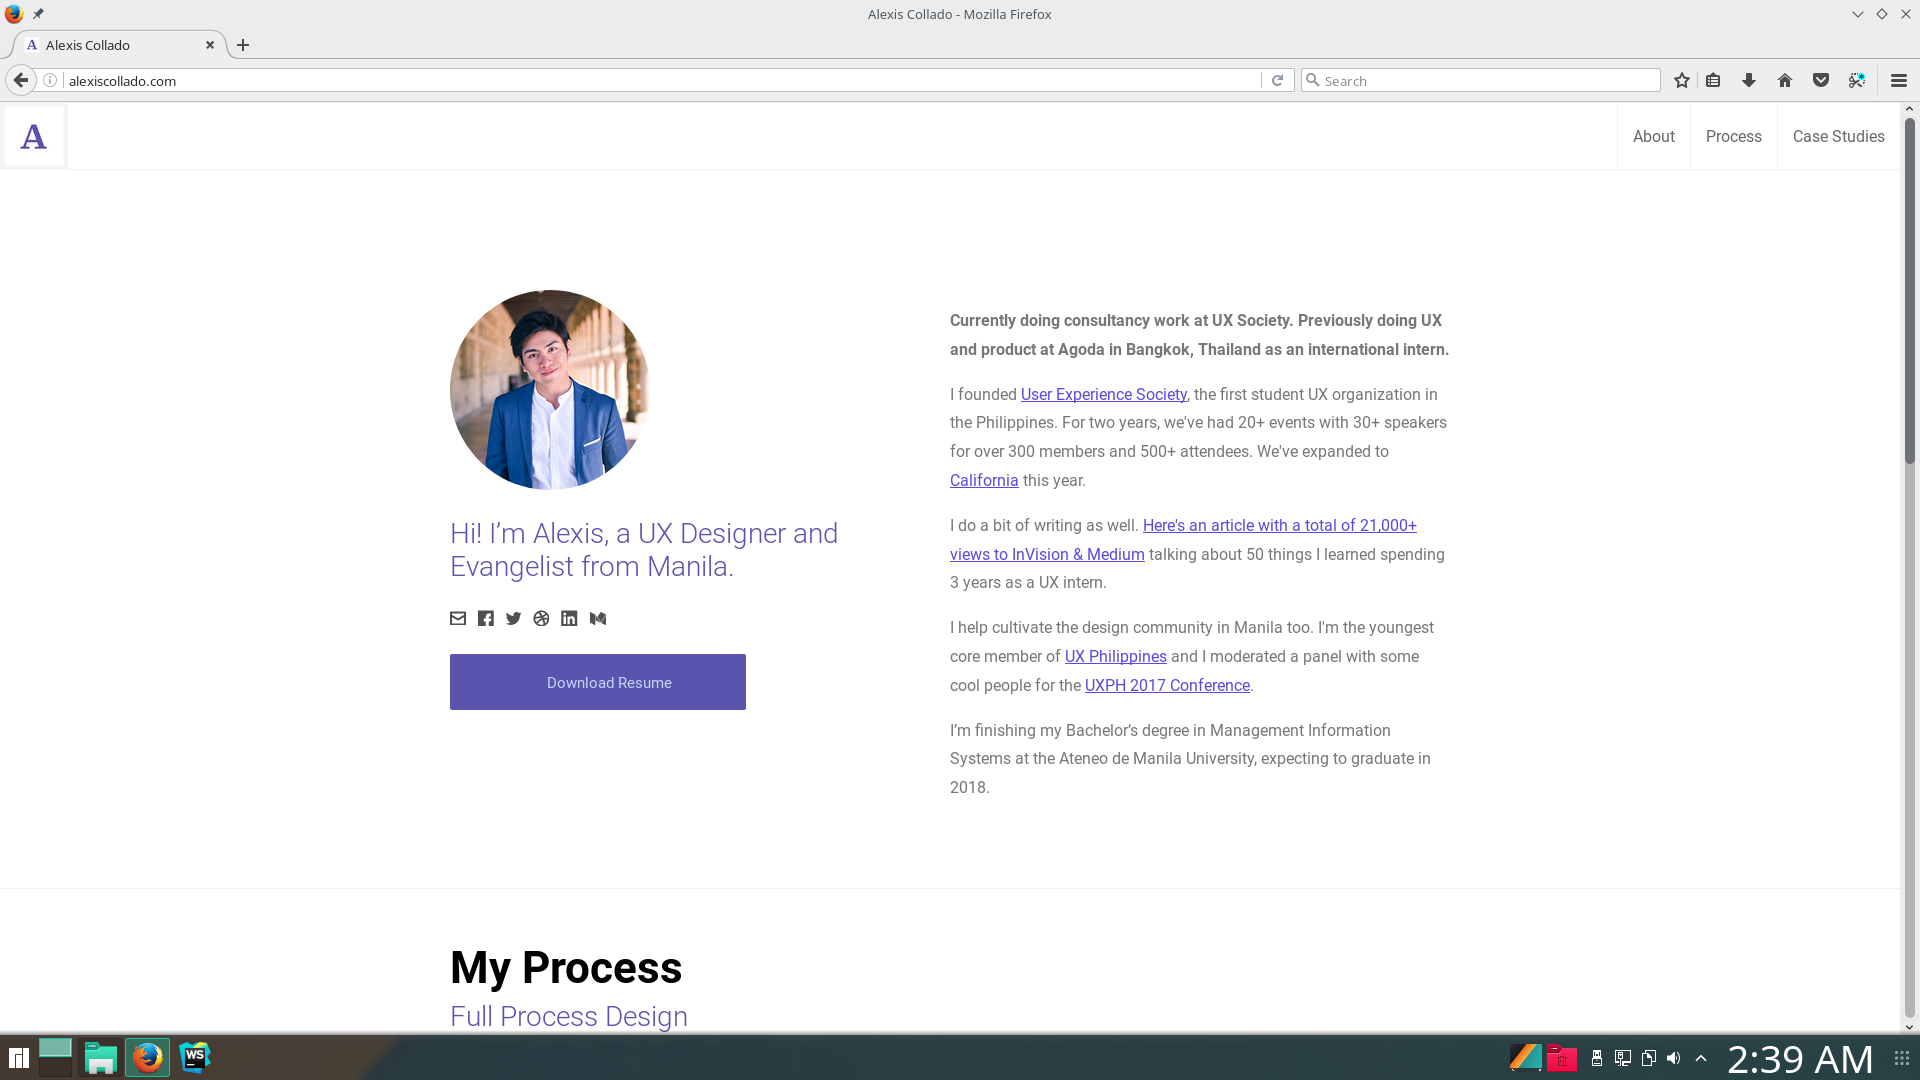 Alexis Collado - Mozilla Firefox
A Alexis Collado
alexiscollado.com
Search
A
About
Process
Case Studies
Hi! I’m Alexis, a UX Designer and
Evangelist from Manila.
Download Resume
Currently doing consultancy work at UX Society. Previously doing UX
and product at Agoda in Bangkok, Thailand as an international intern.
I founded User Experience Society, the first student UX organization in
the Philippines. For two years, we've had 20+ events with 30+ speakers
for over 300 members and 500+ attendees. We've expanded to
California this year.
I do a bit of writing as well. Here's an article with a total of 21,000+
views to InVision & Medium talking about 50 things I learned spending
3 years as a UX intern.
I help cultivate the design community in Manila too. I'm the youngest
core member of UX Philippines and I moderated a panel with some
cool people for the UXPH 2017 Conference.
I’m finishing my Bachelor’s degree in Management Information
Systems at the Ateneo de Manila University, expecting to graduate in
2018.
My Process
Full Process Design
WS
2:39 AM